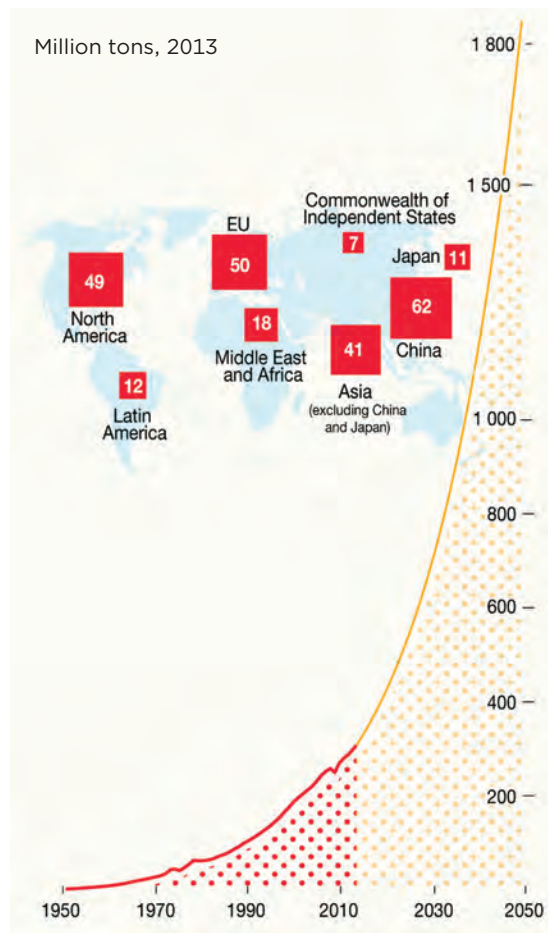 Million tons, 2013
1 800
1 500
Commonwealth of
Independent States
7
EU
50
Japan
11
49
North
America
18
Middle East
and Africa
62
China
41
Asia
(excluding China
and Japan)
12
Latin
America
1 000
800
600
400
200
1950 1970 1990 2010 2030 2050